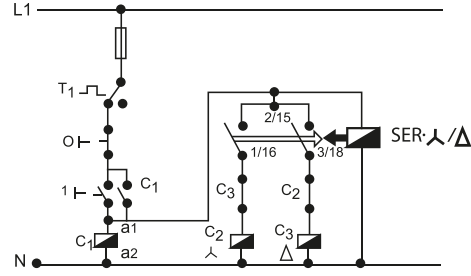 L1
T1
2/15
O
1/16
3/18
SER·⅄/Δ
1
C1
C3
C2
a1
C1
a2
C2
C3
⅄
Δ
N